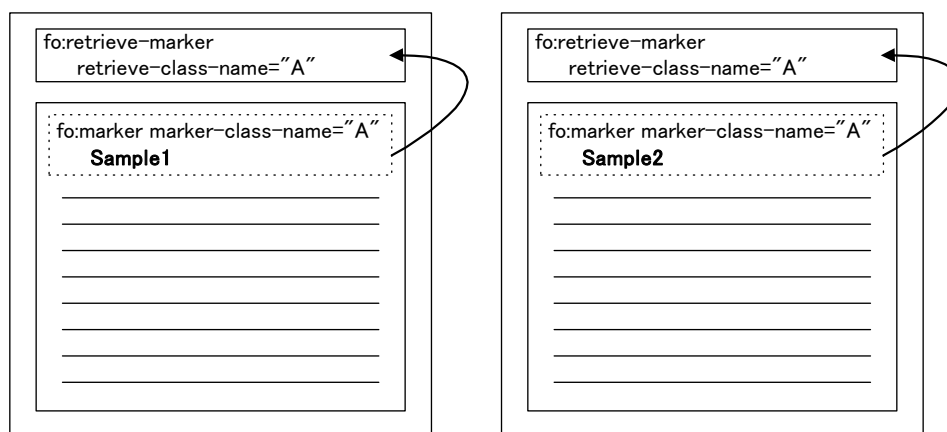 fo:retrieve-marker
retrieve-class-name="A"
fo:marker marker-class-name="A"
Sample1
fo:retrieve-marker
retrieve-class-name="A"
fo:marker marker-class-name="A"
Sample2